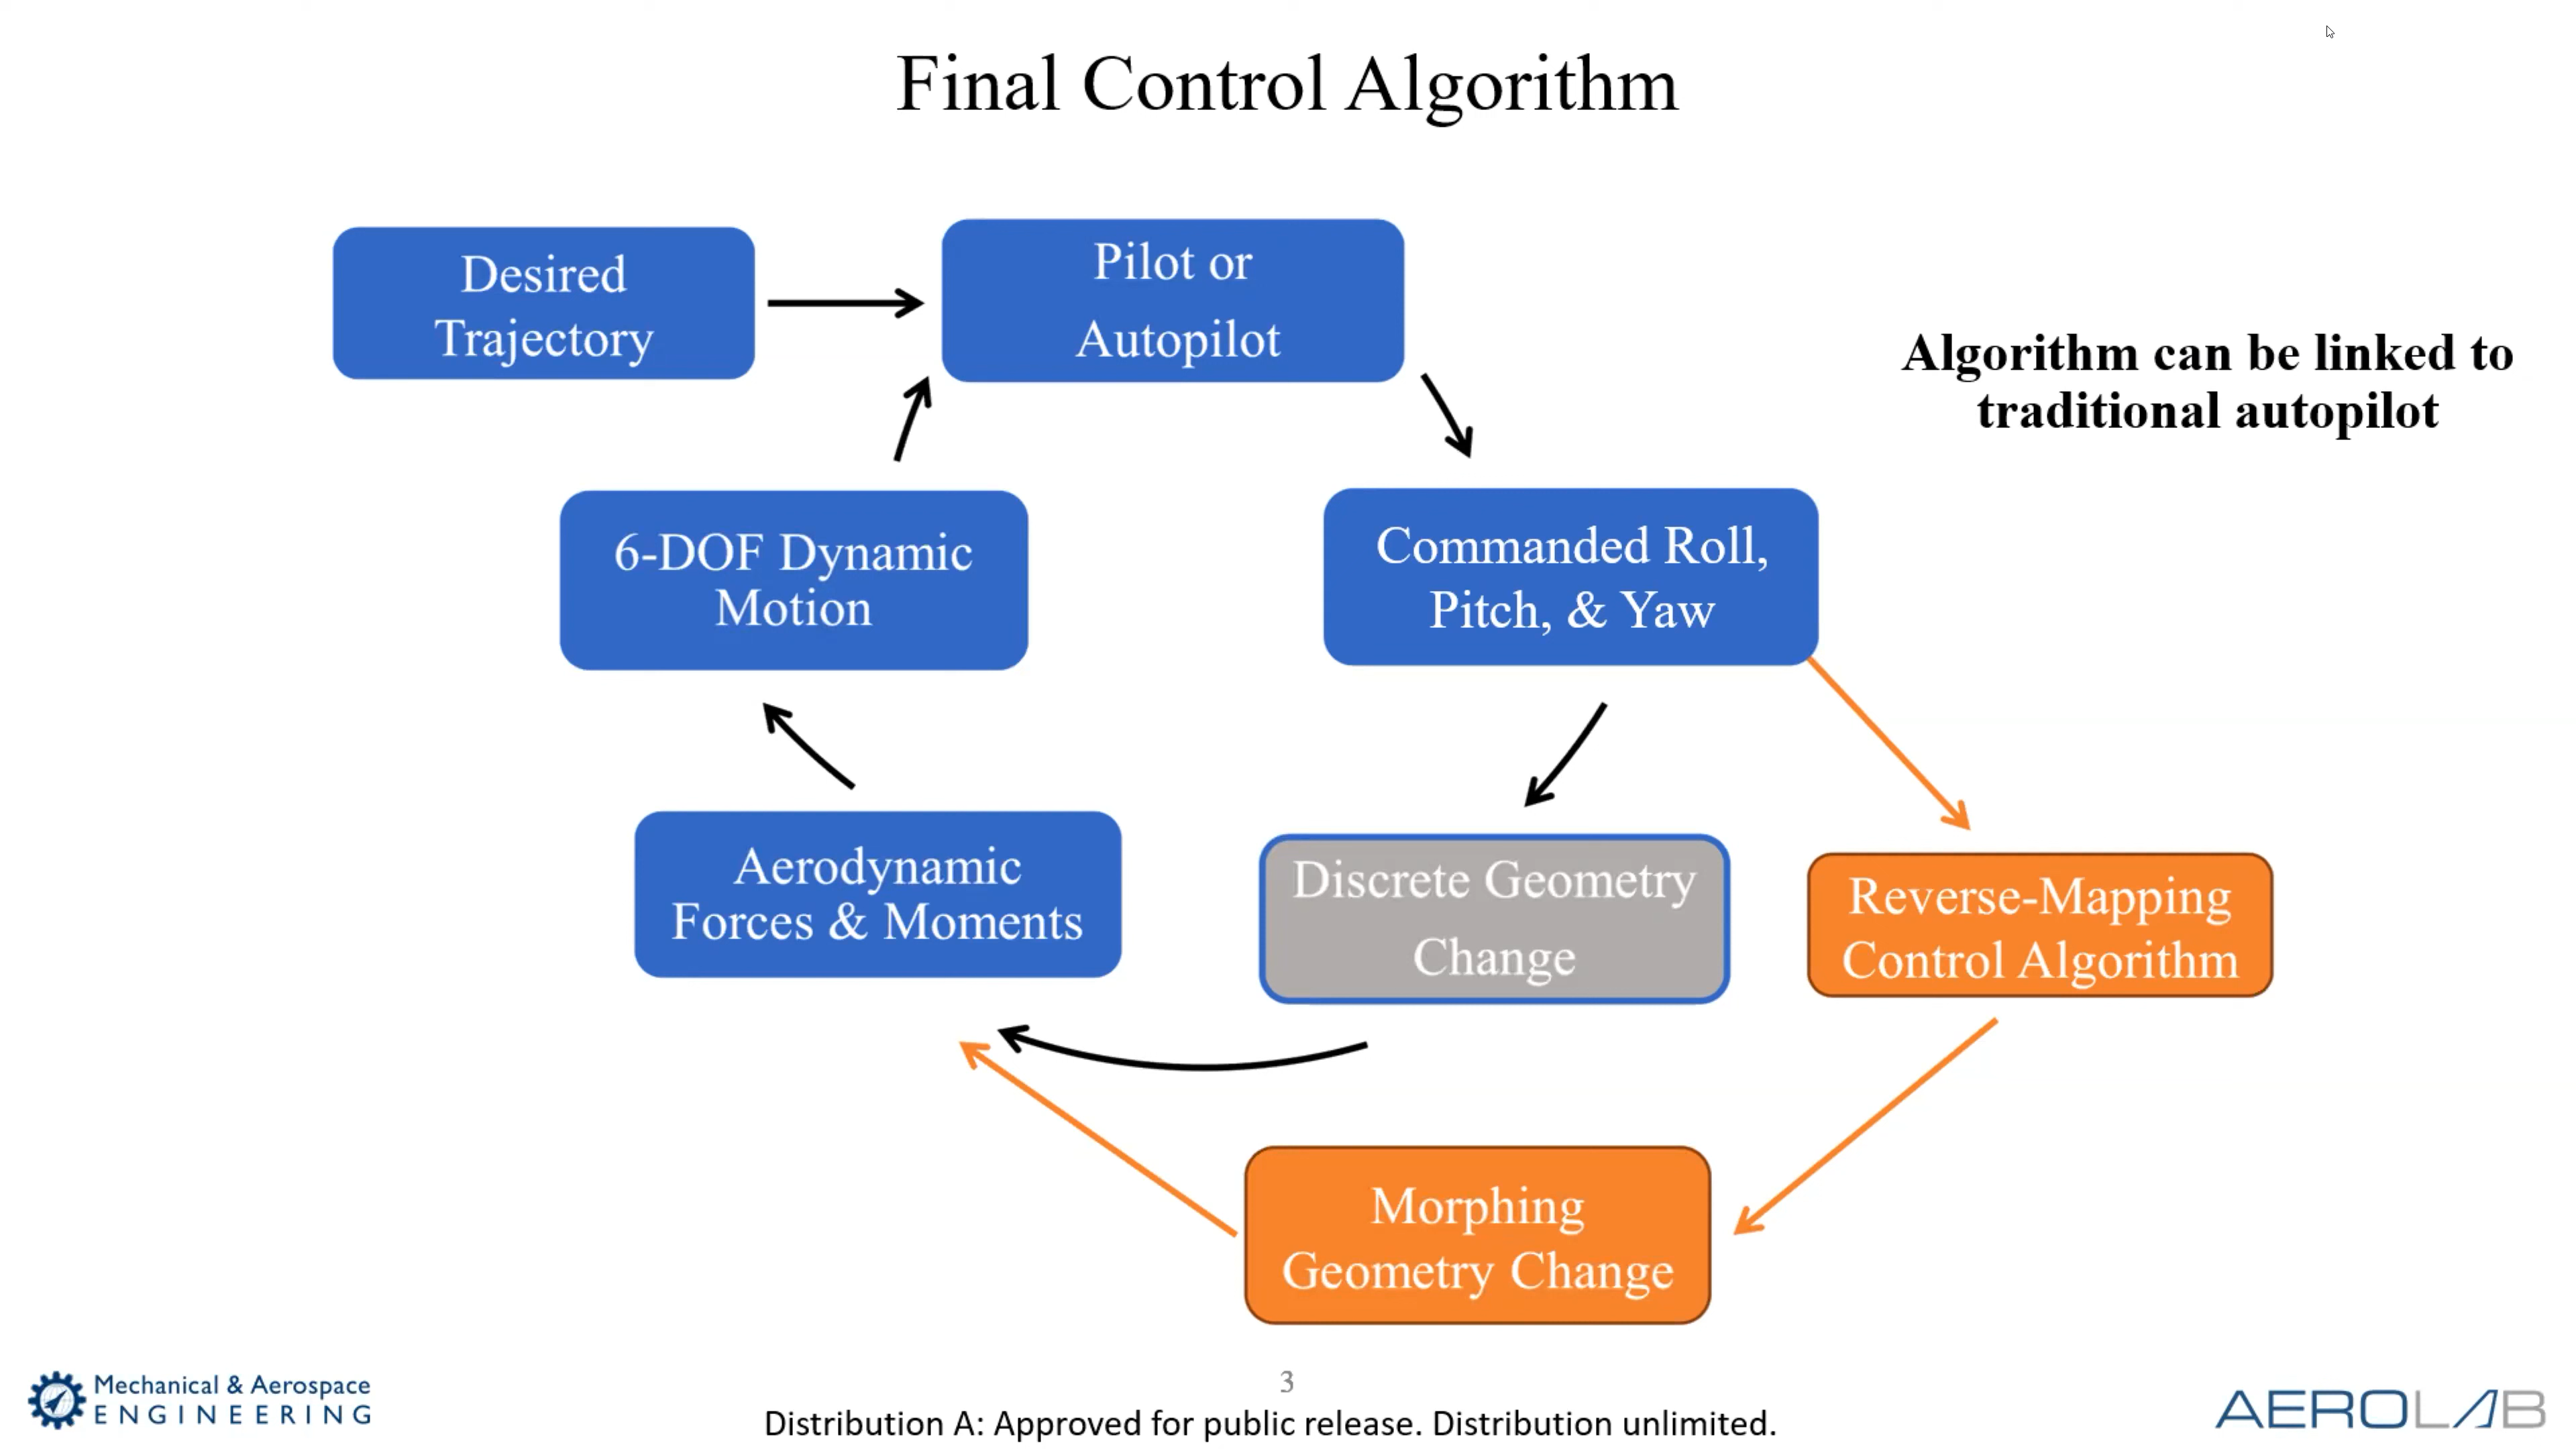 Final Control Algorithm
Desired
Trajectory
Pilot or
Autopilot
Algorithm can be linked to
traditional autopilot
6-DOF Dynamic
Motion
Commanded Roll,
Pitch, & Yaw
Aerodynamic
Forces & Moments
Discrete Geometry
Change
Reverse-Mapping
Control Algorithm
Morphing
Geometry Change
Mechanical & Aerospace
ENGINEERING
3
Distribution A: Approved for public release. Distribution unlimited.
AEROLAB